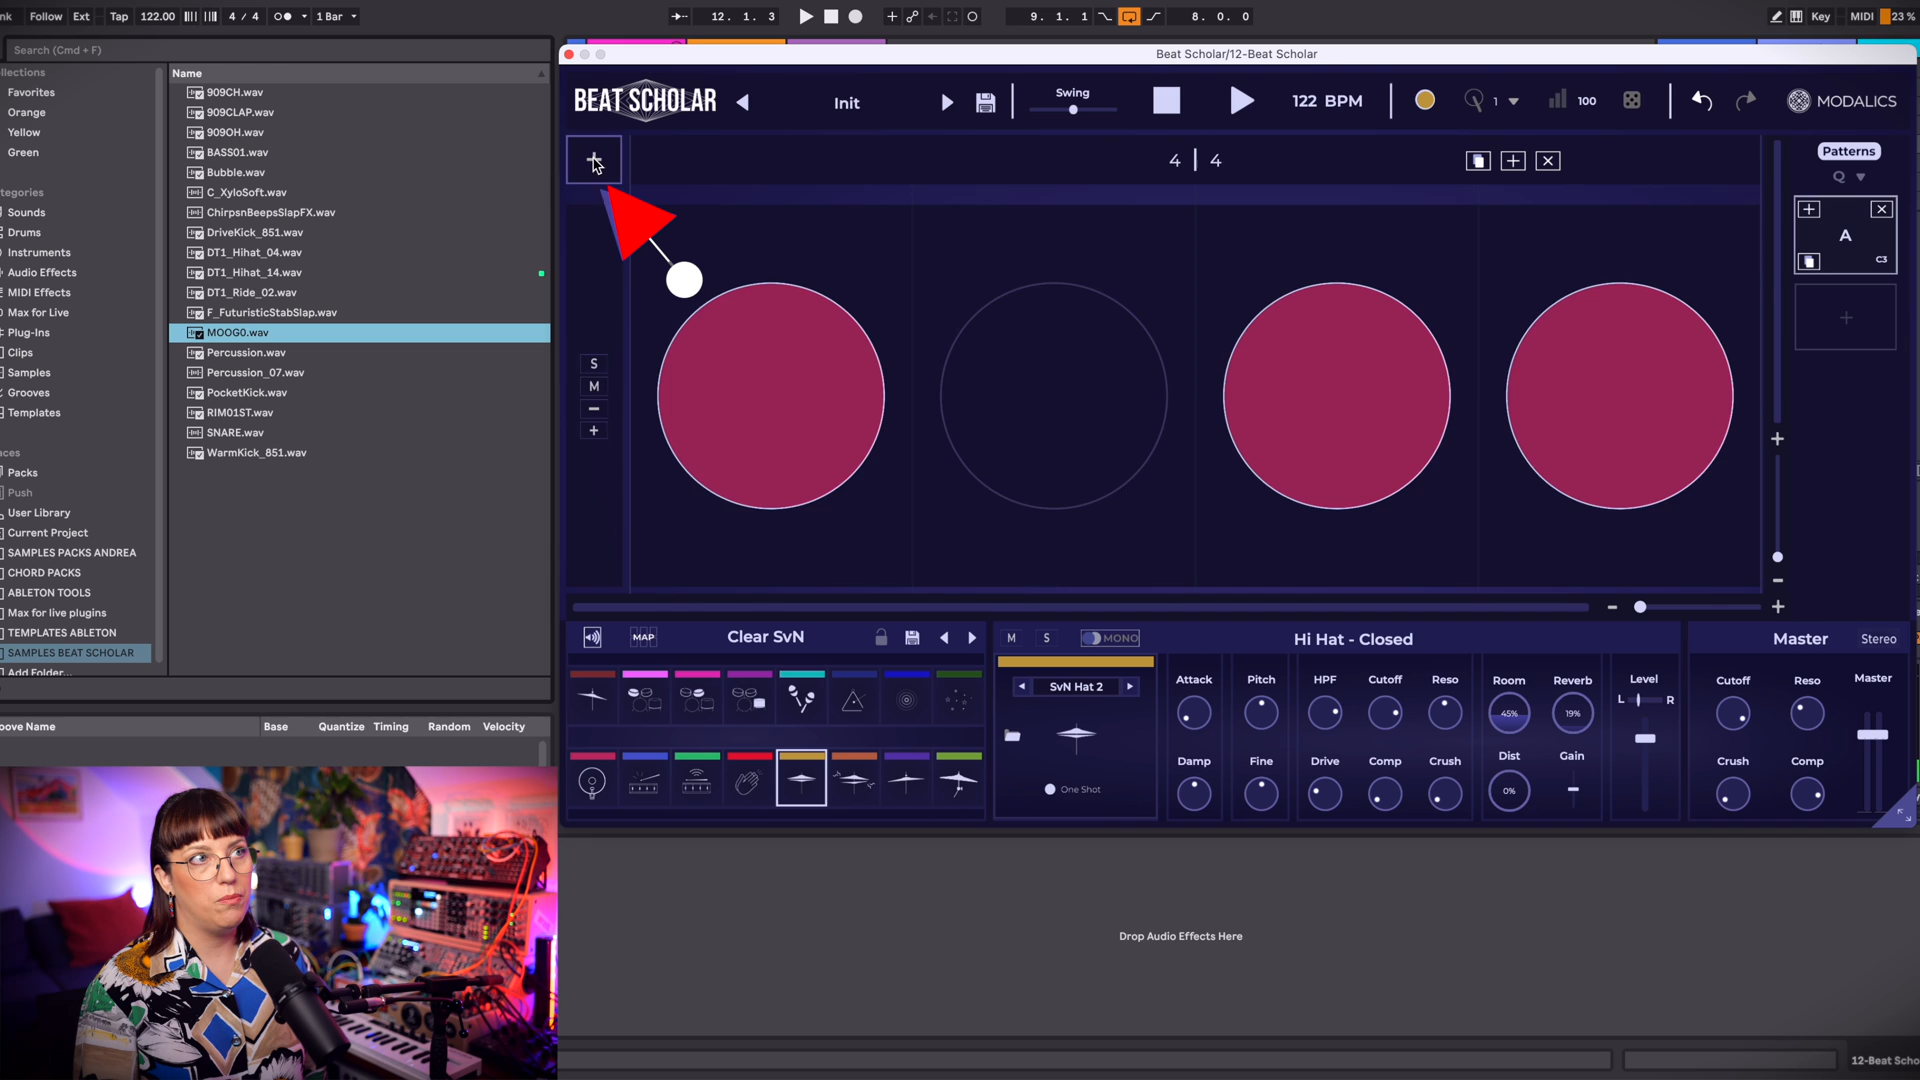 nk Follow Ext Tap 122.00 4 / 4 1 Bar 12. 1. 3 9. 1. 1 8. 0. 0 Key MIDI 23 %
Search (Cmd + F)
Beat Scholar/12-Beat Scholar
llections
Favorites
Orange
Yellow
Green
tegories
Sounds
Drums
Instruments
Audio Effects
MIDI Effects
Max for Live
Plug-Ins
Clips
Samples
Grooves
Templates
aces
Packs
Push
User Library
Current Project
SAMPLES PACKS ANDREA
CHORD PACKS
ABLETON TOOLS
Max for live plugins
TEMPLATES ABLETON
SAMPLES BEAT SCHOLAR
Add Folder...
Name
909CH.wav
909CLAP.wav
909OH.wav
BASS01.wav
Bubble.wav
C_XyloSoft.wav
ChirpsnBeepsSlapFX.wav
DriveKick_851.wav
DT1_Hihat_04.wav
DT1_Hihat_14.wav
DT1_Ride_02.wav
F_FuturisticStabSlap.wav
MOOG0.wav
Percussion.wav
Percussion_07.wav
PocketKick.wav
RIM01ST.wav
SNARE.wav
WarmKick_851.wav
oove Name Base Quantize Timing Random Velocity
BEAT SCHOLAR Init Swing 122 BPM 1 100 MODALICS
4 | 4
Patterns
Q
A
C3
S
M
MAP Clear SvN
M S MONO Hi Hat - Closed
SvN Hat 2
One Shot
Attack Pitch HPF Cutoff Reso Room Reverb Level
45% 19% L R
Damp Fine Drive Comp Crush Dist Gain
0%
Master Stereo
Cutoff Reso Master
Crush Comp
Drop Audio Effects Here
12-Beat Scho